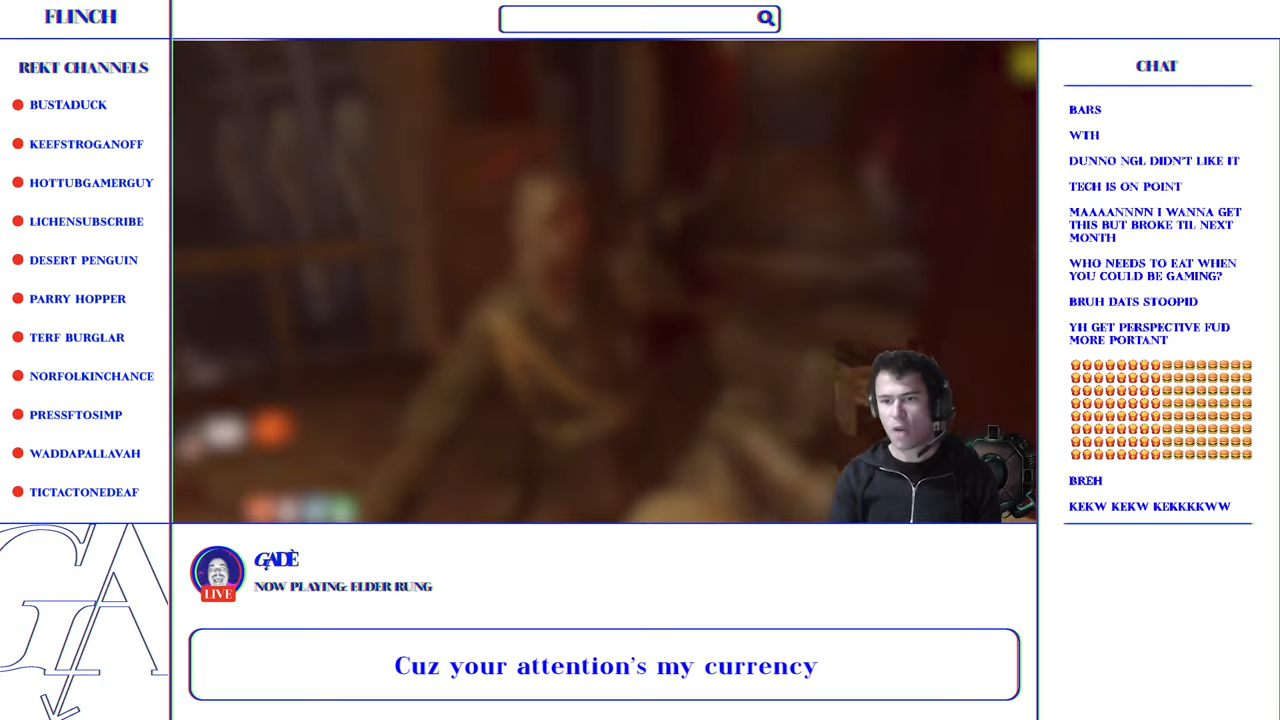 FLINCH
REKT CHANNELS
BUSTADUCK
KEEFSTROGANOFF
HOTTUBGAMERGUY
LICHENSUBSCRIBE
DESERT PENGUIN
PARRY HOPPER
TERF BURGLAR
NORFOLKINCHANCE
PRESSFTOSIMP
WADDAPALLAVAH
TICTACTONEDEAF
GA
LIVE
GADÈ
NOW PLAYING: ELDER RUNG
Cuz your attention's my currency
CHAT
BARS
WTH
DUNNO NGL DIDN'T LIKE IT
TECH IS ON POINT
MAAAANNNN I WANNA GET
THIS BUT BROKE TIL NEXT
MONTH
WHO NEEDS TO EAT WHEN
YOU COULD BE GAMING?
BRUH DATS STOOPID
YH GET PERSPECTIVE FUD
MORE PORTANT
BREH
KEKW KEKW KEKKKKWW